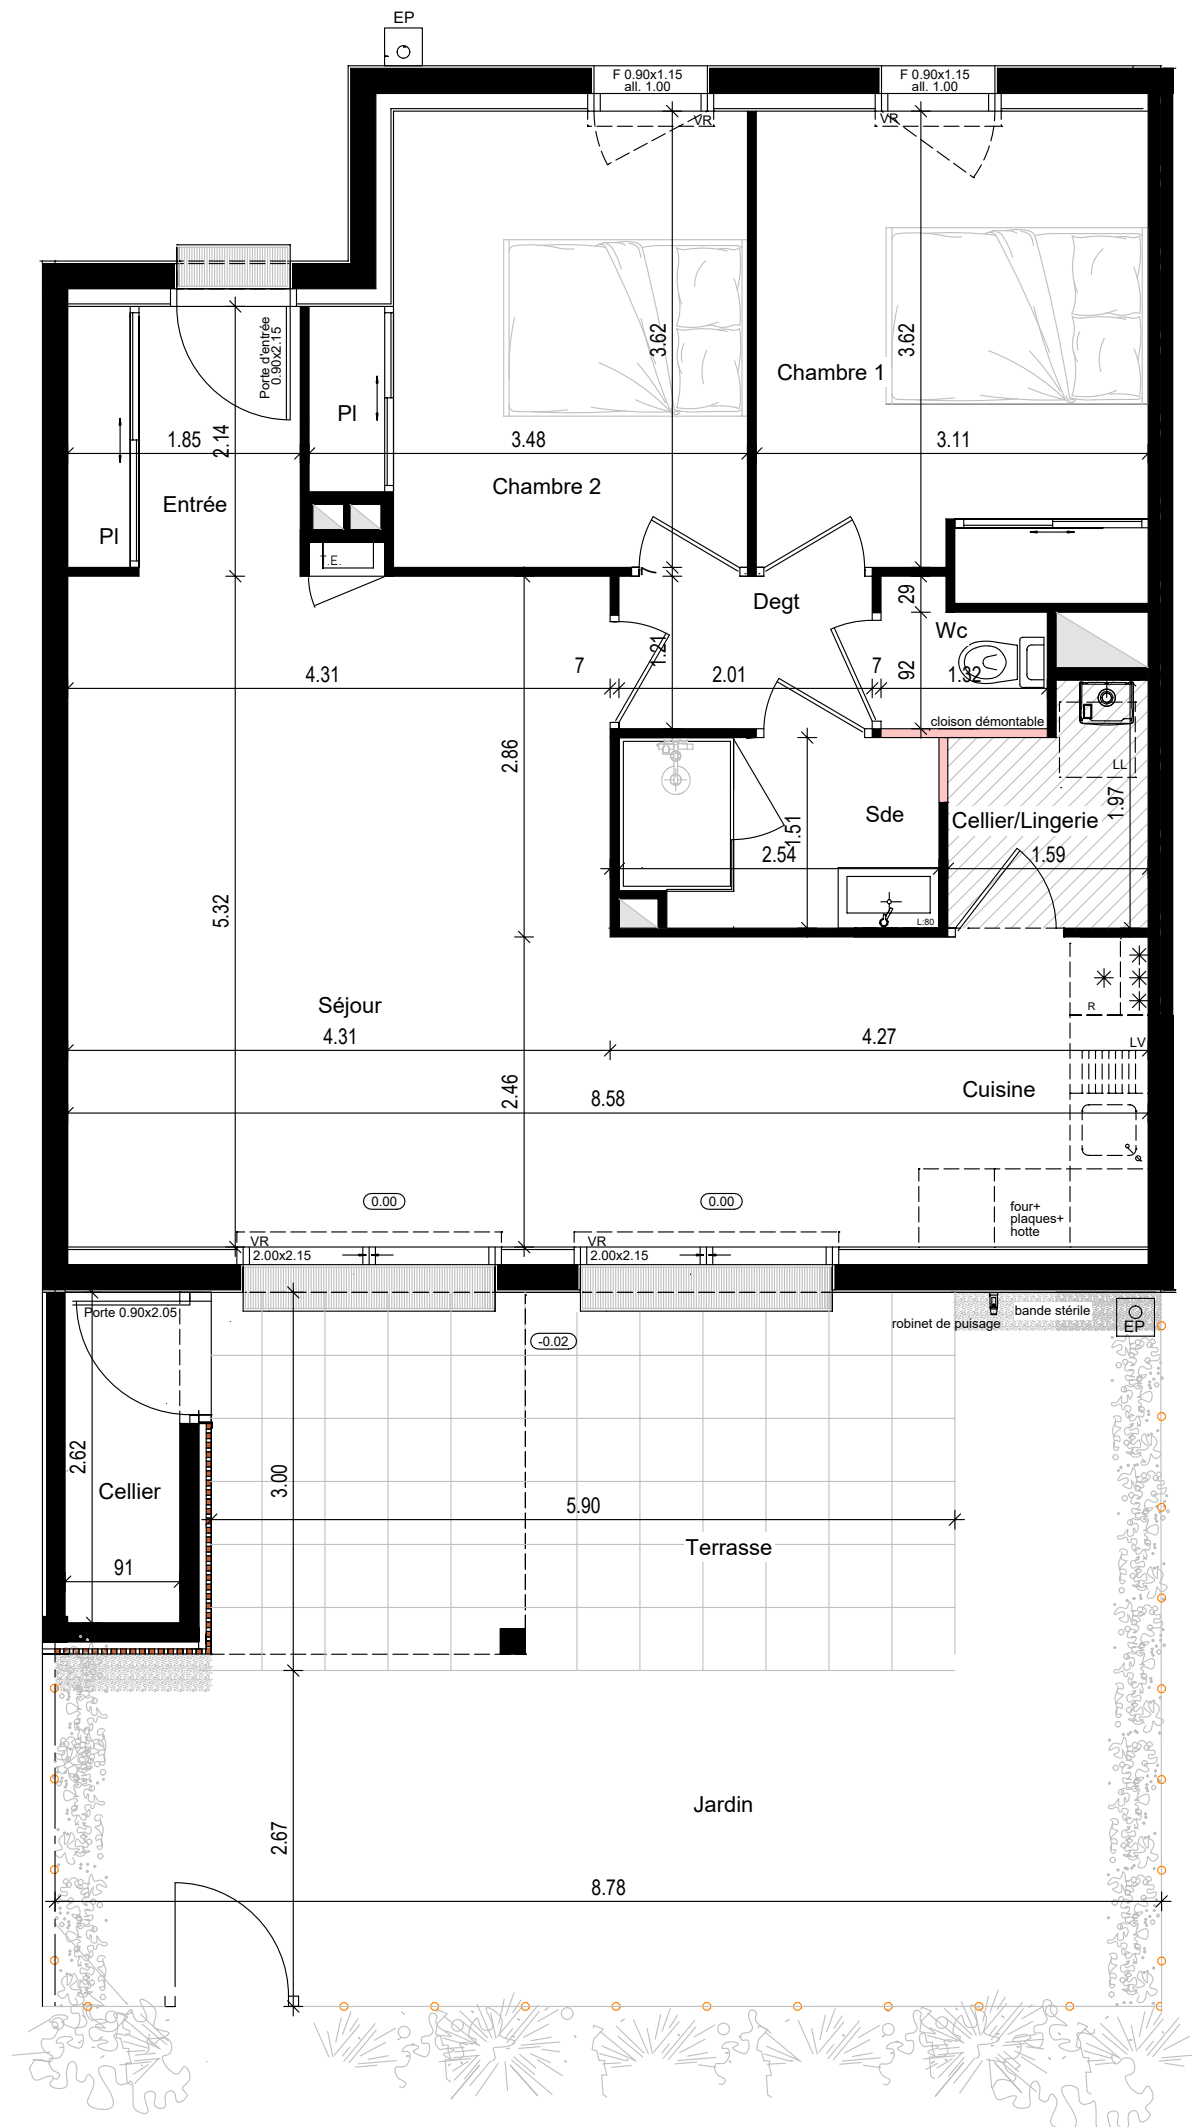 EP
F 0.90x1.15
all. 1.00
F 0.90x1.15
all. 1.00
VR
VR
Porte d'entrée
0.90x2.15
3.62
3.62
Chambre 1
Pl
1.85
2.14
3.48
3.11
Chambre 2
Entrée
Pl
T.E.
7
Degt
29
Wc
1.21
4.31
7
2.01
7
92
1.32
cloison démontable
2.86
LL
1.97
Sde
Cellier/Lingerie
1.51
2.54
1.59
5.32
L:80
Séjour
R
4.31
4.27
LV
2.46
Cuisine
8.58
0.00
0.00
four+
plaques+
hotte
VR
2.00x2.15
VR
2.00x2.15
Porte 0.90x2.05
bande stérile
robinet de puisage
EP
-0.02
2.62
3.00
Cellier
5.90
Terrasse
91
Jardin
2.67
8.78